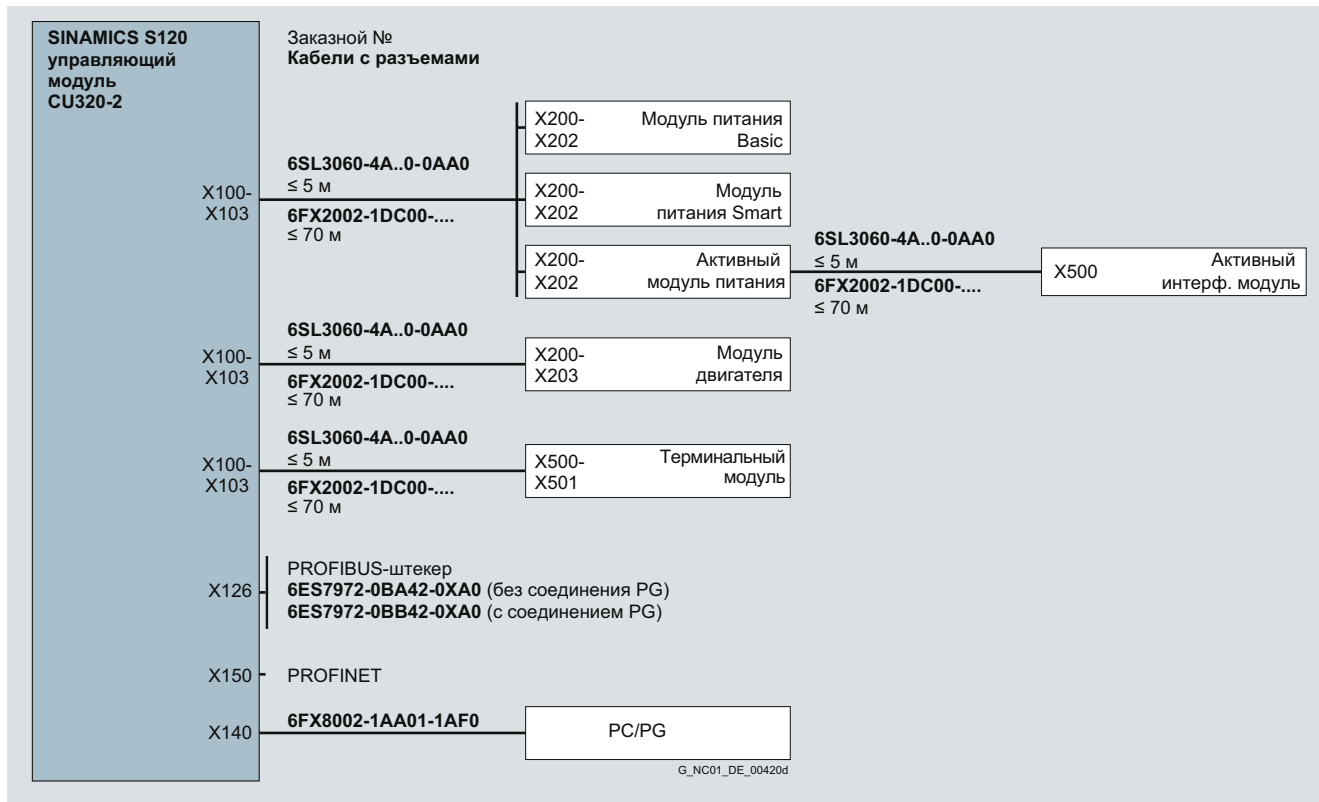 SINAMICS S120
управляющий
модуль
CU320-2
Заказной №
Кабели с разъемами
X100-
X103
6SL3060-4A..0-0AA0
≤ 5 м
6FX2002-1DC00-....
≤ 70 м
X200-
X202
Модуль питания
Basic
X200-
X202
Модуль
питания Smart
X200-
X202
Активный
модуль питания
6SL3060-4A..0-0AA0
≤ 5 м
6FX2002-1DC00-....
≤ 70 м
X500
Активный
интерф. модуль
X100-
X103
6SL3060-4A..0-0AA0
≤ 5 м
6FX2002-1DC00-....
≤ 70 м
X200-
X203
Модуль
двигателя
X100-
X103
6SL3060-4A..0-0AA0
≤ 5 м
6FX2002-1DC00-....
≤ 70 м
X500-
X501
Терминальный
модуль
X126
PROFIBUS-штекер
6ES7972-0BA42-0XA0 (без соединения PG)
6ES7972-0BB42-0XA0 (с соединением PG)
X150
PROFINET
X140
6FX8002-1AA01-1AF0
PC/PG
G_NC01_DE_00420d